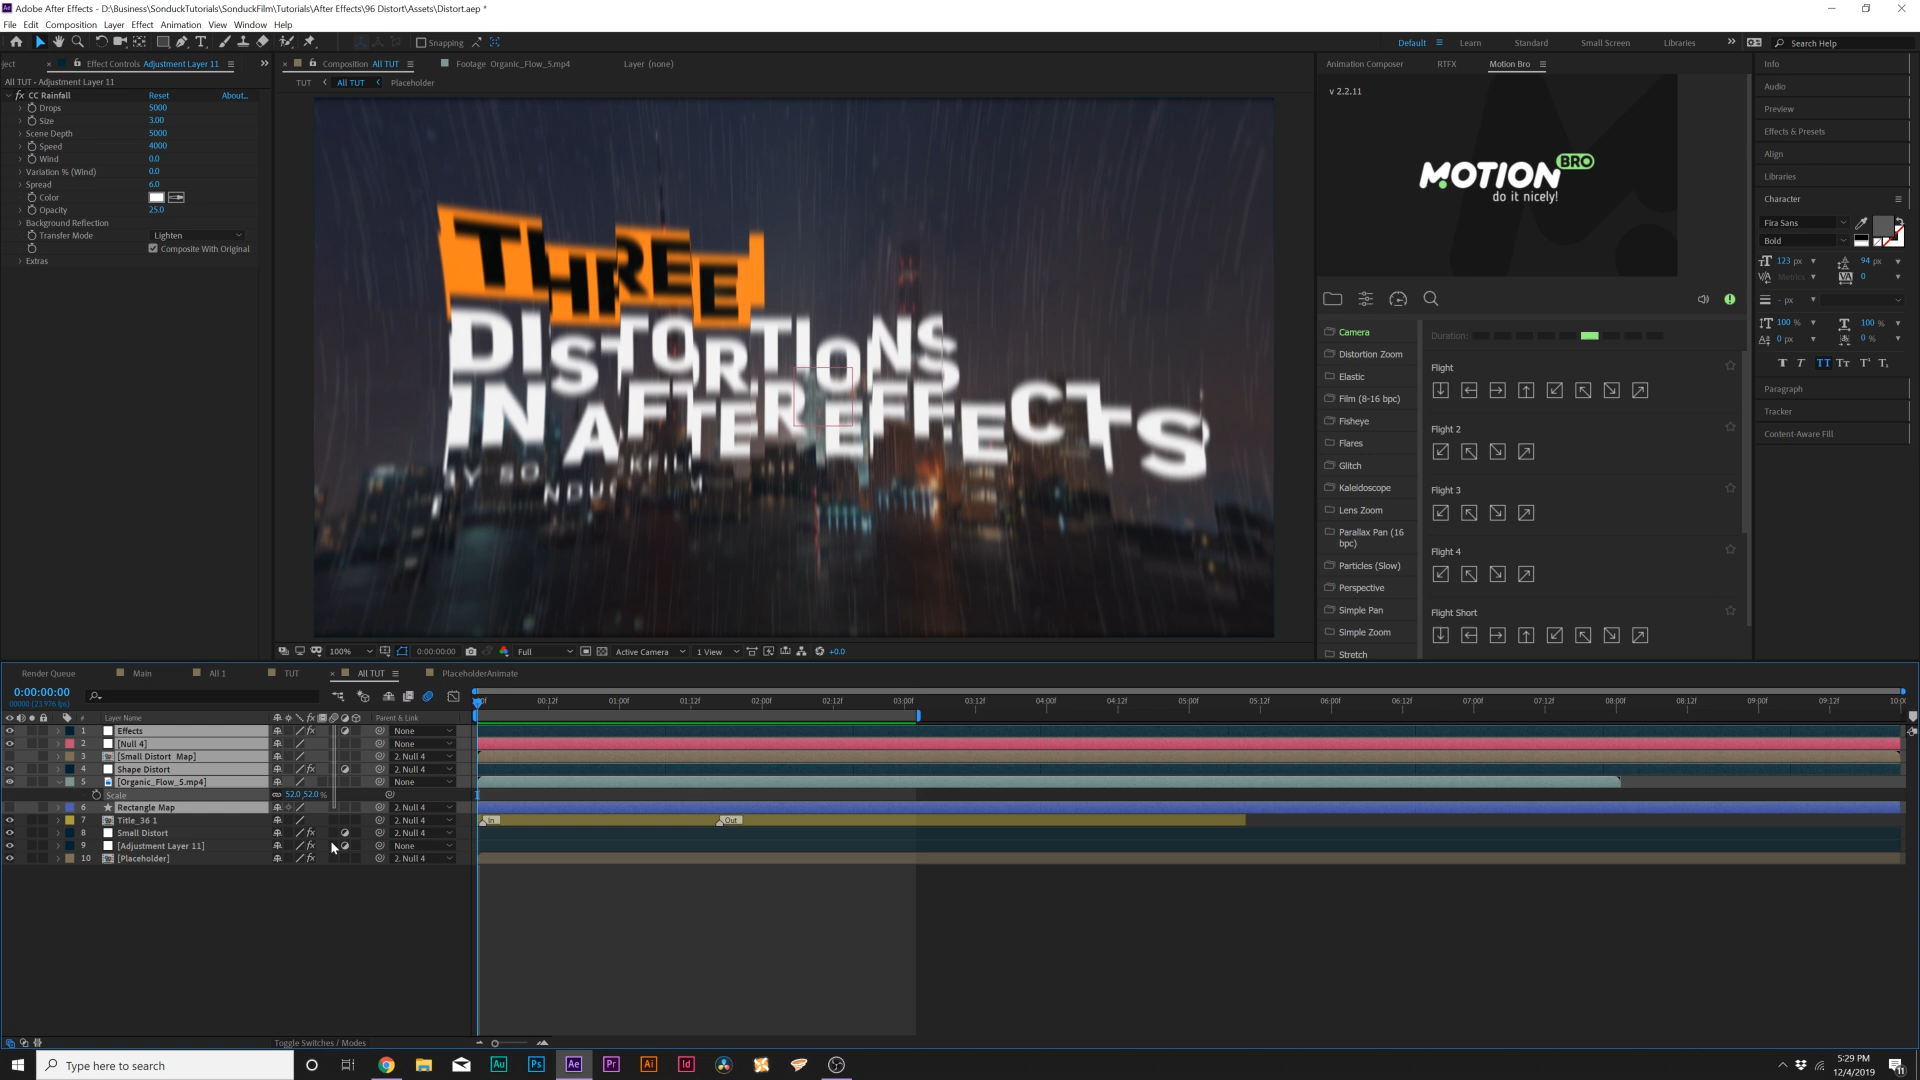 Adobe After Effects - D:\Business\SonduckTutorials\SonduckFilm\Tutorials\After Effects\96 Distort\Assets\Distort.aep *
File Edit Composition Layer Effect Animation View Window Help
Snapping
Default Learn Standard Small Screen Libraries Search Help
ject Effect Controls Adjustment Layer 11
Composition All TUT Footage Organic_Flow_5.mp4 Layer (none)
Animation Composer RTFX Motion Bro
All TUT • Adjustment Layer 11
TUT All TUT Placeholder
fx CC Rainfall Reset About...
Drops 5000
Size 3.00
Scene Depth 5000
Speed 4000
Wind 0.0
Variation % (Wind) 0.0
Spread 6.0
Color
Opacity 25.0
Background Reflection
Transfer Mode Lighten
Composite With Original
Extras
THREE
DISTORTIONS
IN AFTER EFFECTS
100% 0:00:00:00 Full Active Camera 1 View +0.0
v 2.2.11
MOTION BRO
do it nicely!
Camera
Distortion Zoom
Elastic
Film (8-16 bpc)
Fisheye
Flares
Glitch
Kaleidoscope
Lens Zoom
Parallax Pan (16
bpc)
Particles (Slow)
Perspective
Simple Pan
Simple Zoom
Stretch
Duration:
Flight
Flight 2
Flight 3
Flight 4
Flight Short
Info
Audio
Preview
Effects & Presets
Align
Libraries
Character
Fira Sans
Bold
123 px 94 px
Metrics 0
- px
100 % 100 %
0 px 0 %
Paragraph
Tracker
Content-Aware Fill
Render Queue Main All 1 TUT All TUT PlaceholderAnimate
0:00:00:00
00000 (23.976 fps)
00:12f 01:00f 01:12f 02:00f 02:12f 03:00f 03:12f 04:00f 04:12f 05:00f 05:12f 06:00f 06:12f 07:00f 07:12f 08:00f 08:12f 09:00f 09:12f
# Layer Name Parent & Link
1 Effects None
2 [Null 4] None
3 [Small Distort Map] 2. Null 4
4 Shape Distort 2. Null 4
5 [Organic_Flow_5.mp4] None
Scale 52.0,52.0%
6 Rectangle Map 2. Null 4
7 Title_36 1 2. Null 4 In Out
8 Small Distort 2. Null 4
9 [Adjustment Layer 11] None
10 [Placeholder] 2. Null 4
Toggle Switches / Modes
Type here to search
Au Ps Ae Pr Ai Id
5:29 PM
12/4/2019
11